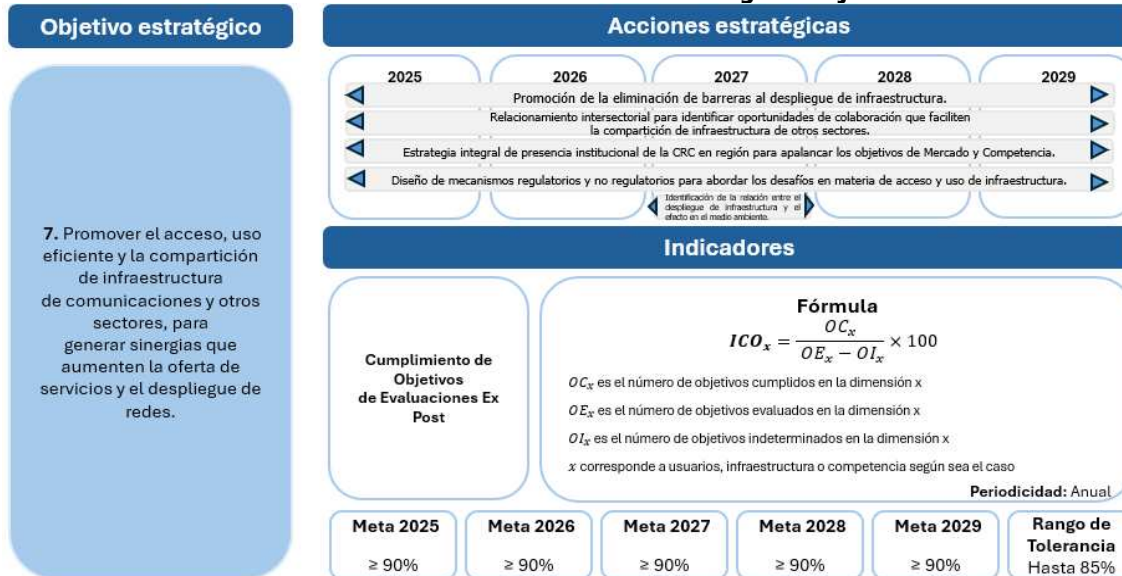 Objetivo estratégico
Acciones estratégicas
7. Promover el acceso, uso
eficiente y la compartición
de infraestructura
de comunicaciones y otros
sectores, para
generar sinergias que
aumenten la oferta de
servicios y el despliegue de
redes.
2025 2026 2027 2028 2029
Promoción de la eliminación de barreras al despliegue de infraestructura.
Relacionamiento intersectorial para identificar oportunidades de colaboración que faciliten
la compartición de infraestructura de otros sectores.
Estrategia integral de presencia institucional de la CRC en región para apalancar los objetivos de Mercado y Competencia.
Diseño de mecanismos regulatorios y no regulatorios para abordar los desafíos en materia de acceso y uso de infraestructura.
Identificación de la relación entre el
despliegue de infraestructura y el
efecto en el medio ambiente.
Indicadores
Cumplimiento de
Objetivos
de Evaluaciones Ex
Post
Fórmula
ICOₓ = OCₓ / (OEₓ − OIₓ) × 100
OCₓ es el número de objetivos cumplidos en la dimensión x
OEₓ es el número de objetivos evaluados en la dimensión x
OIₓ es el número de objetivos indeterminados en la dimensión x
x corresponde a usuarios, infraestructura o competencia según sea el caso
Periodicidad: Anual
Meta 2025 Meta 2026 Meta 2027 Meta 2028 Meta 2029 Rango de
Tolerancia
≥ 90% ≥ 90% ≥ 90% ≥ 90% ≥ 90% Hasta 85%